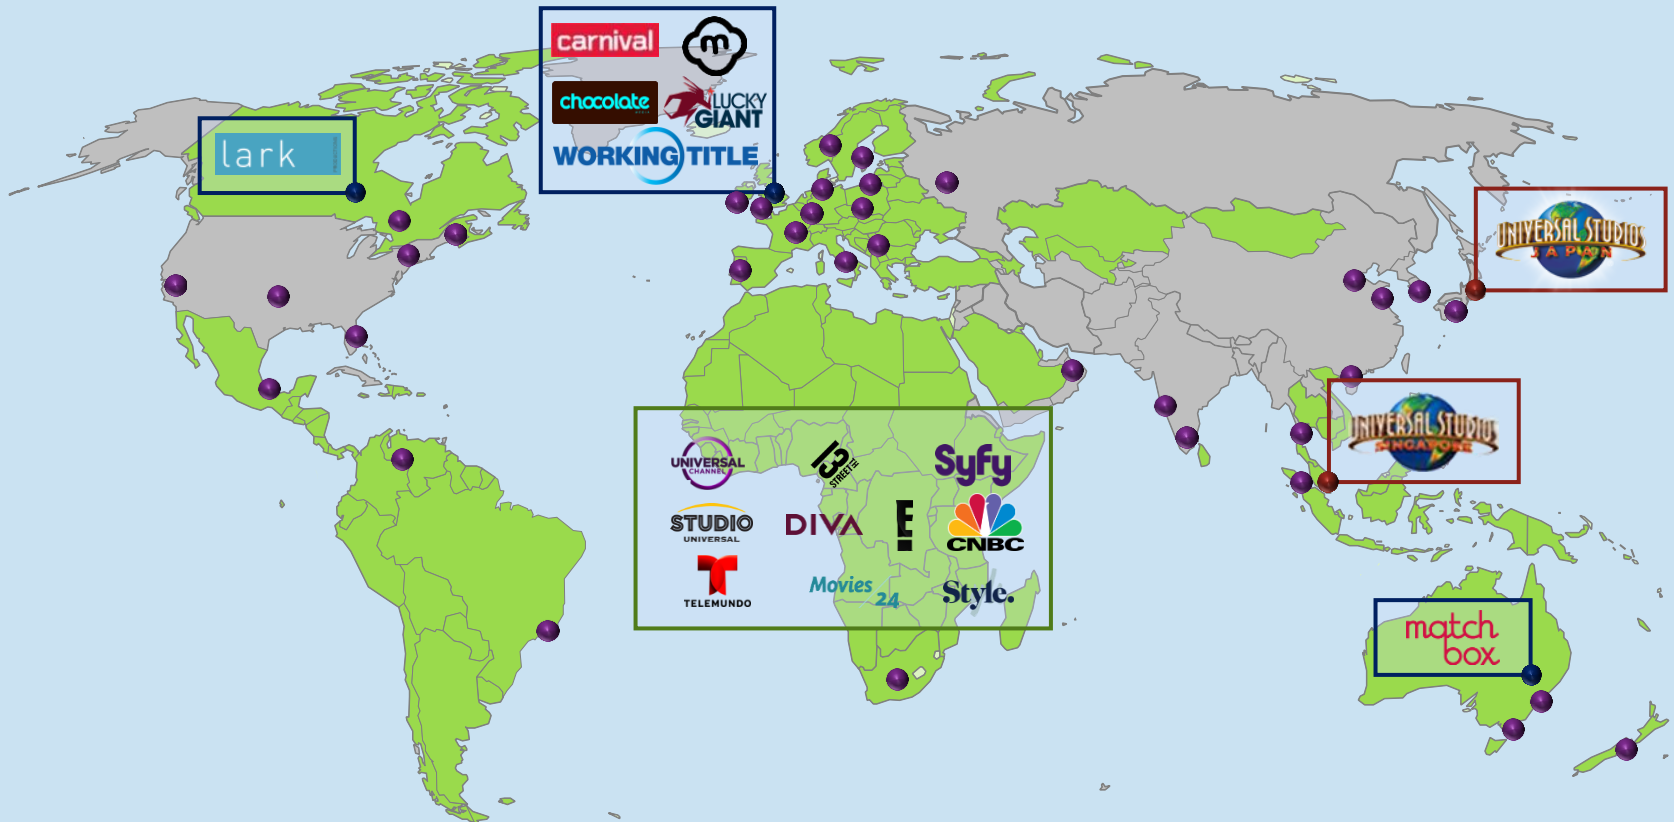 carnival
m
chocolate
LUCKY
GIANT
WORKING TITLE
lark
UNIVERSAL STUDIOS
JAPAN
UNIVERSAL STUDIOS
SINGAPORE
UNIVERSAL
CHANNEL
13
STREET
Syfy
STUDIO
UNIVERSAL
DIVA
E!
CNBC
TELEMUNDO
Movies
24
Style.
match
box